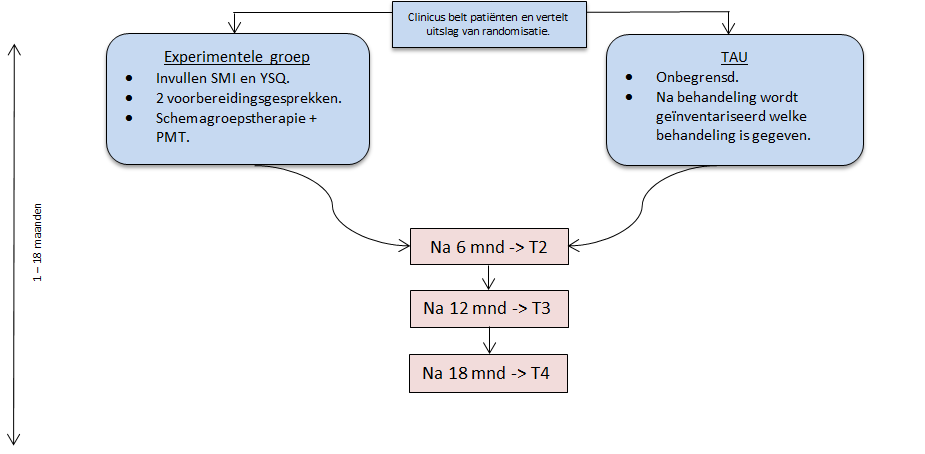 Clinicus belt patiënten en vertelt
uitslag van randomisatie.
Experimentele groep
• Invullen SMI en YSQ.
• 2 voorbereidingsgesprekken.
• Schemagroepstherapie +
PMT.
TAU
• Onbegrensd.
• Na behandeling wordt
geïnventariseerd welke
behandeling is gegeven.
1 – 18 maanden
Na 6 mnd -> T2
Na 12 mnd -> T3
Na 18 mnd -> T4